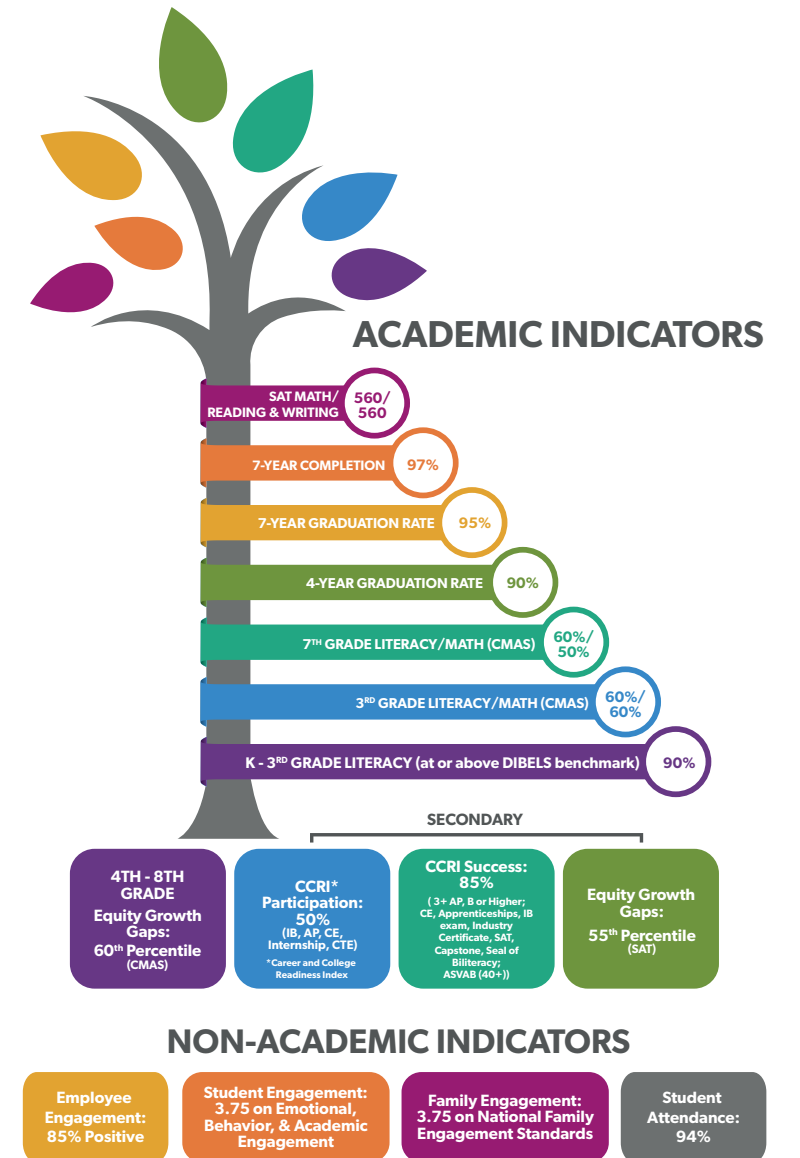 ACADEMIC INDICATORS
SAT MATH/
READING & WRITING
560/
560
7-YEAR COMPLETION
97%
7-YEAR GRADUATION RATE
95%
4-YEAR GRADUATION RATE
90%
7TH GRADE LITERACY/MATH (CMAS)
60%/
50%
3RD GRADE LITERACY/MATH (CMAS)
60%/
60%
K - 3RD GRADE LITERACY (at or above DIBELS benchmark)
90%
SECONDARY
4TH - 8TH
GRADE
Equity Growth
Gaps:
60th Percentile
(CMAS)
CCRI*
Participation:
50%
(IB, AP, CE,
Internship, CTE)
*Career and College
Readiness Index
CCRI Success:
85%
( 3+ AP, B or Higher;
CE, Apprenticeships, IB
exam, Industry
Certificate, SAT,
Capstone, Seal of
Biliteracy;
ASVAB (40+))
Equity Growth
Gaps:
55th Percentile
(SAT)
NON-ACADEMIC INDICATORS
Employee
Engagement:
85% Positive
Student Engagement:
3.75 on Emotional,
Behavior, & Academic
Engagement
Family Engagement:
3.75 on National Family
Engagement Standards
Student
Attendance:
94%